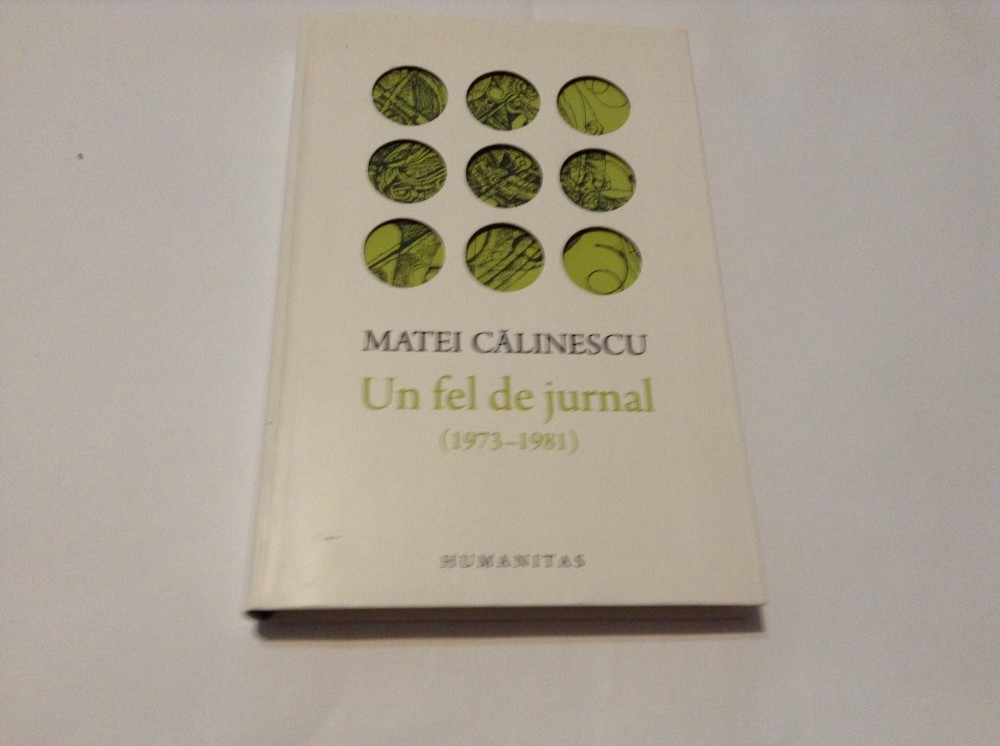 MATEI CĂLINESCU
Un fel de jurnal
(1973–1981)
HUMANITAS